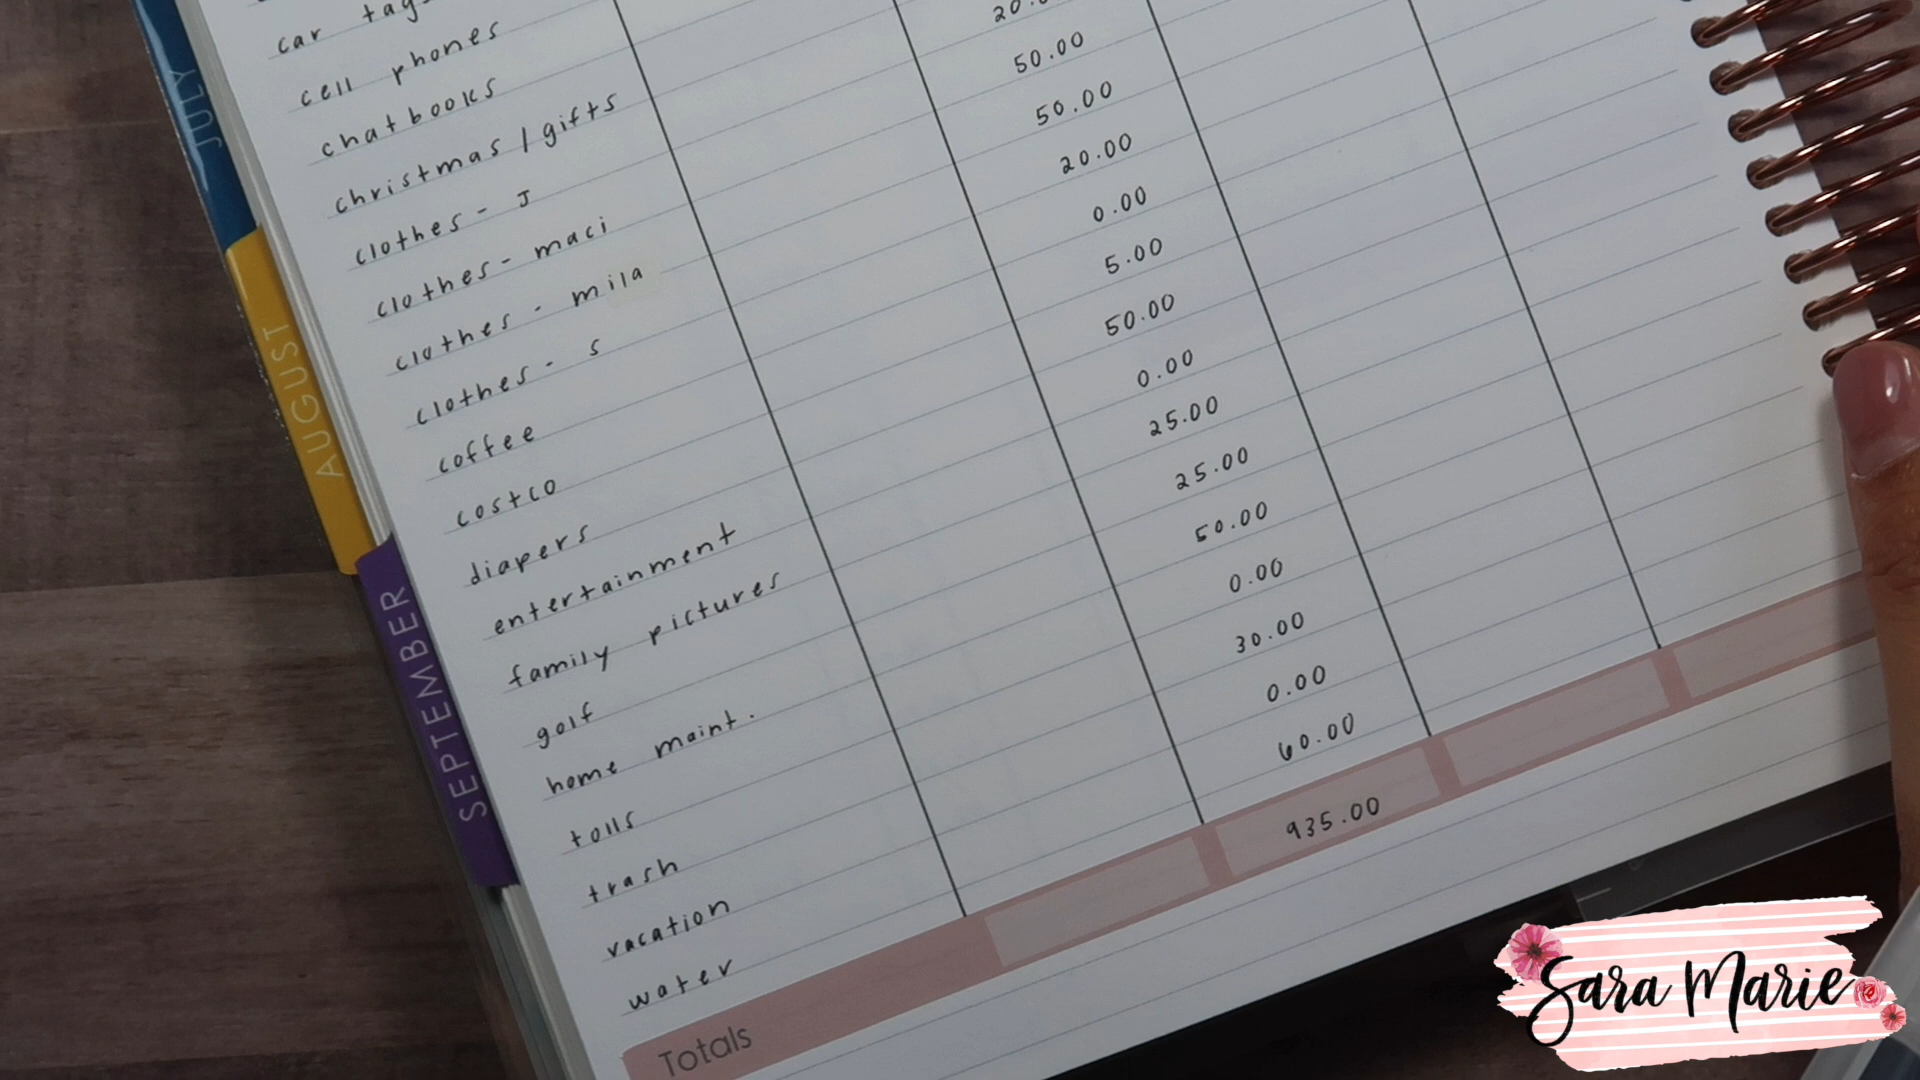 car tags
cell phones
chatbooks
christmas / gifts
clothes - J 20.
clothes - maci 50.00
clothes - mila 50.00
clothes - s 20.00
coffee 0.00
costco 5.00
diapers 50.00
entertainment 0.00
family pictures 25.00
golf 25.00
home maint. 50.00
tolls 0.00
trash 30.00
vacation 0.00
water 60.00
Totals 935.00
JULY
AUGUST
SEPTEMBER
Sara Marie